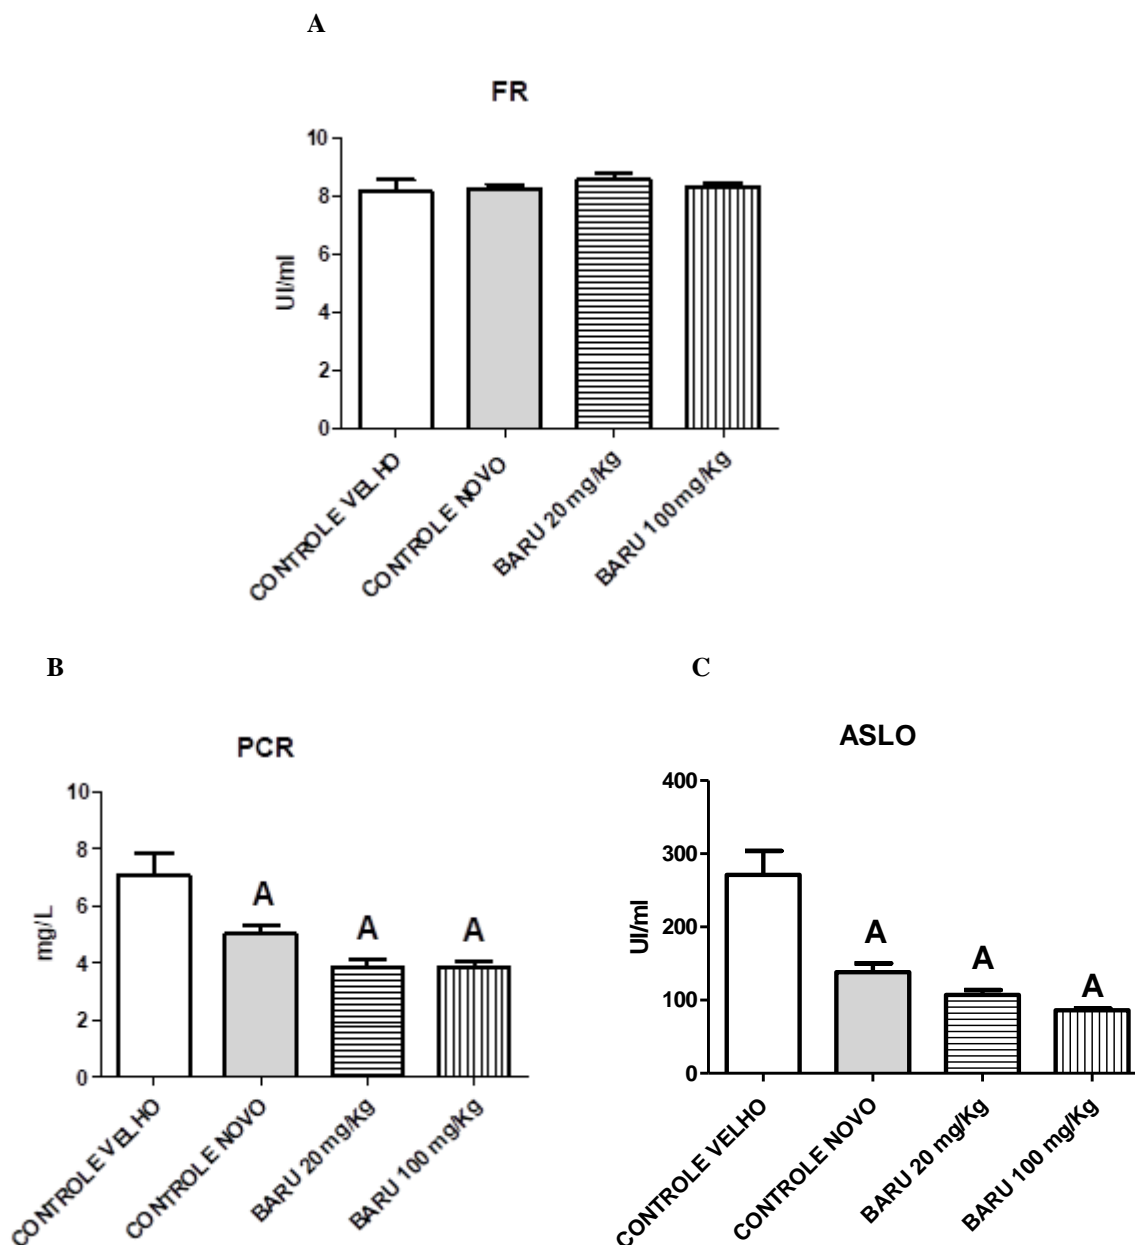 A
FR
10
8
6
4
2
0
UI/ml
CONTROLE VELHO
CONTROLE NOVO
BARU 20 mg/Kg
BARU 100mg/Kg
B
PCR
10
8
6
4
2
0
mg/L
A
A
A
CONTROLE VELHO
CONTROLE NOVO
BARU 20 mg/Kg
BARU 100 mg/Kg
C
ASLO
400
300
200
100
0
UI/ml
A
A
A
CONTROLE VELHO
CONTROLE NOVO
BARU 20 mg/Kg
BARU 100 mg/Kg